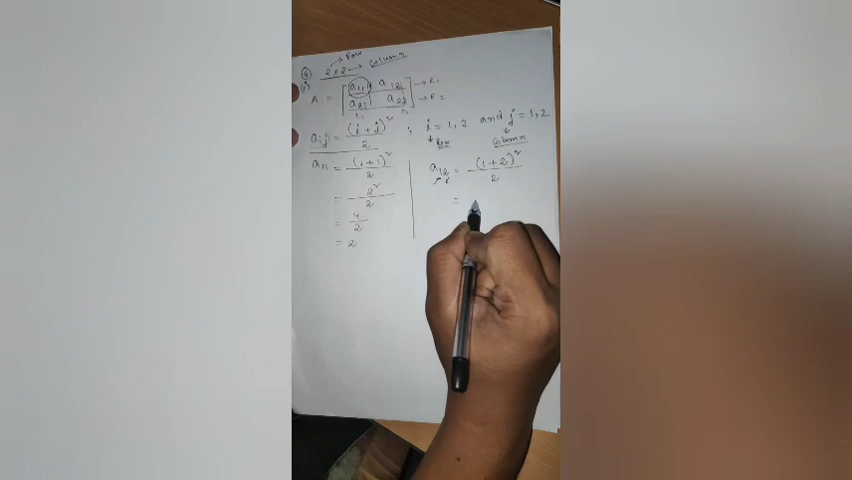 ④ 2 × 2 → Row → Column
(i)
A = [ a11 a12 ] → R1
[ a21 a22 ] → R2
aij = (i + j)² / 2 ; i = 1, 2 and j = 1, 2
↓ Row ↓ Column
a11 = (1 + 1)² / 2
= 2² / 2
= 4 / 2
= 2
a12 = (1 + 2)² / 2
=